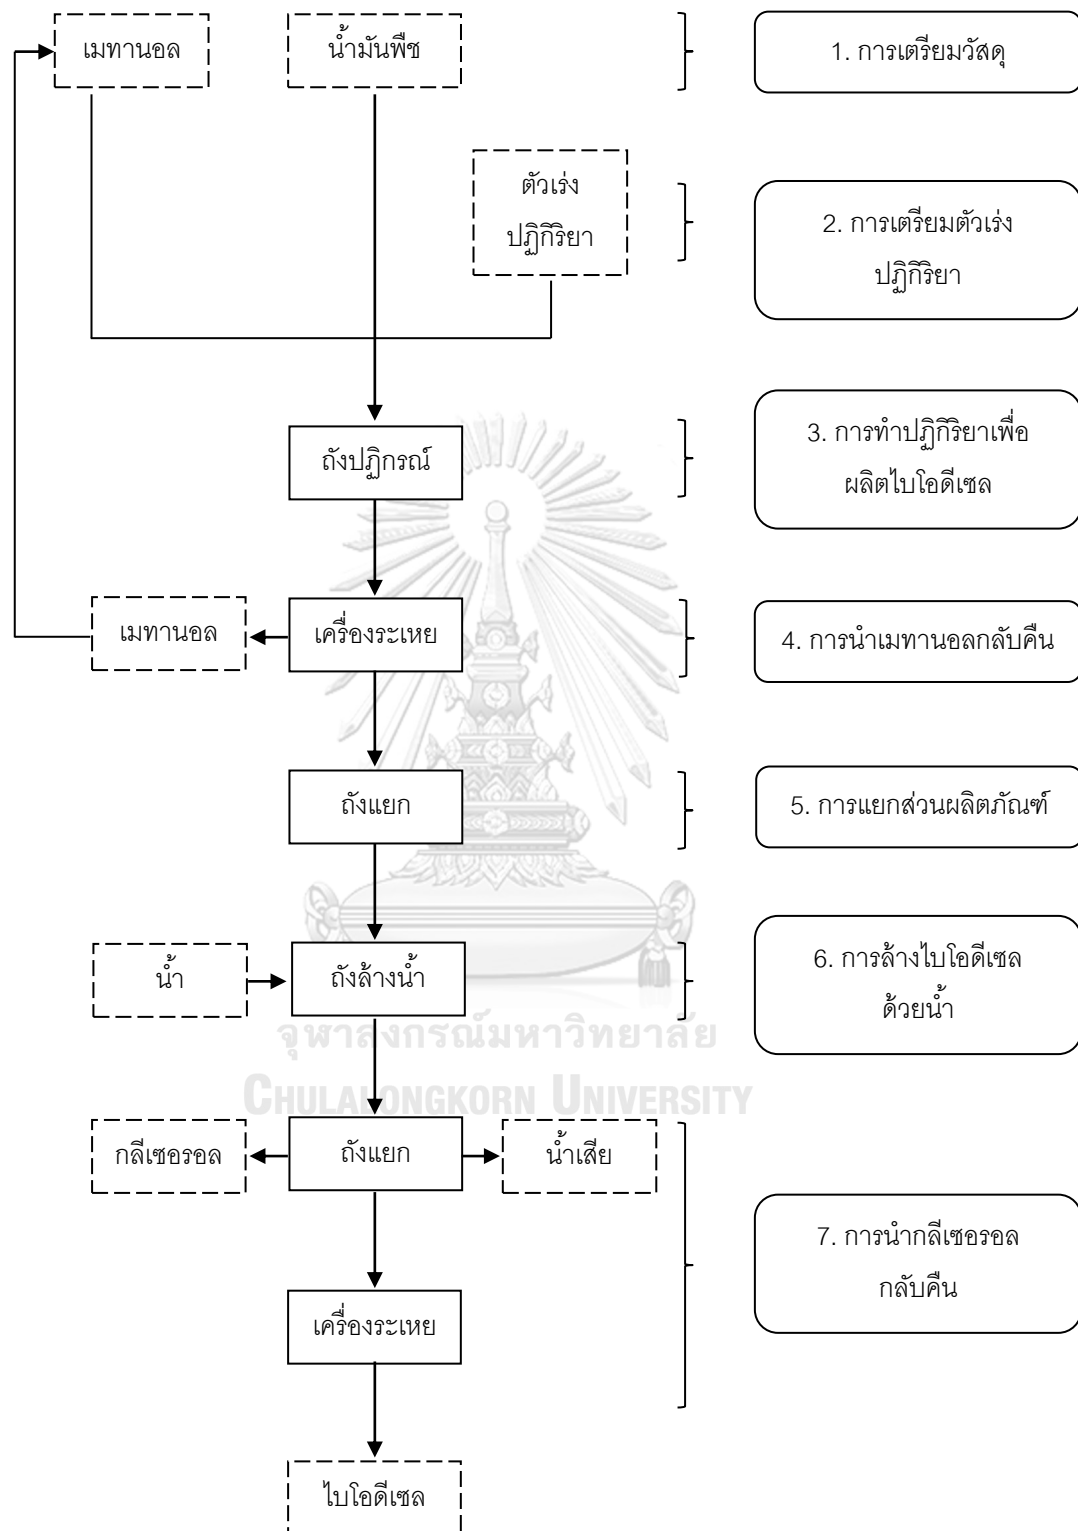 เมทานอล
น้ำมันพืช
1. การเตรียมวัสดุ
ตัวเร่ง
ปฏิกิริยา
2. การเตรียมตัวเร่ง
ปฏิกิริยา
ถังปฏิกรณ์
3. การทำปฏิกิริยาเพื่อ
ผลิตไบโอดีเซล
เมทานอล
เครื่องระเหย
4. การนำเมทานอลกลับคืน
ถังแยก
5. การแยกส่วนผลิตภัณฑ์
น้ำ
ถังล้างน้ำ
6. การล้างไบโอดีเซล
ด้วยน้ำ
จุฬาลงกรณ์มหาวิทยาลัย
CHULALONGKORN UNIVERSITY
กลีเซอรอล
ถังแยก
น้ำเสีย
7. การนำกลีเซอรอล
กลับคืน
เครื่องระเหย
ไบโอดีเซล